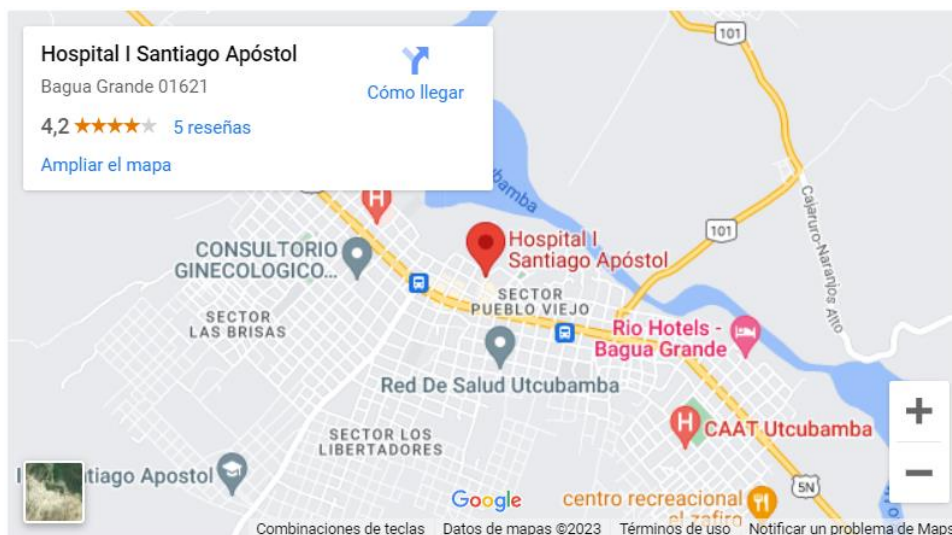 Hospital I Santiago Apóstol
Bagua Grande 01621
4,2
5 reseñas
Ampliar el mapa
Cómo llegar
101
bamba
H
CONSULTORIO
GINECOLOGICO...
Hospital I
Santiago Apóstol
101
Cajaruro-Naranjos Alto
SECTOR
LAS BRISAS
SECTOR
PUEBLO VIEJO
Rio Hotels -
Bagua Grande
Red De Salud Utcubamba
H
CAAT Utcubamba
SECTOR LOS
LIBERTADORES
tiago Apostol
5N
Google
centro recreacional
el zafiro
Combinaciones de teclas
Datos de mapas ©2023
Términos de uso
Notificar un problema de Maps